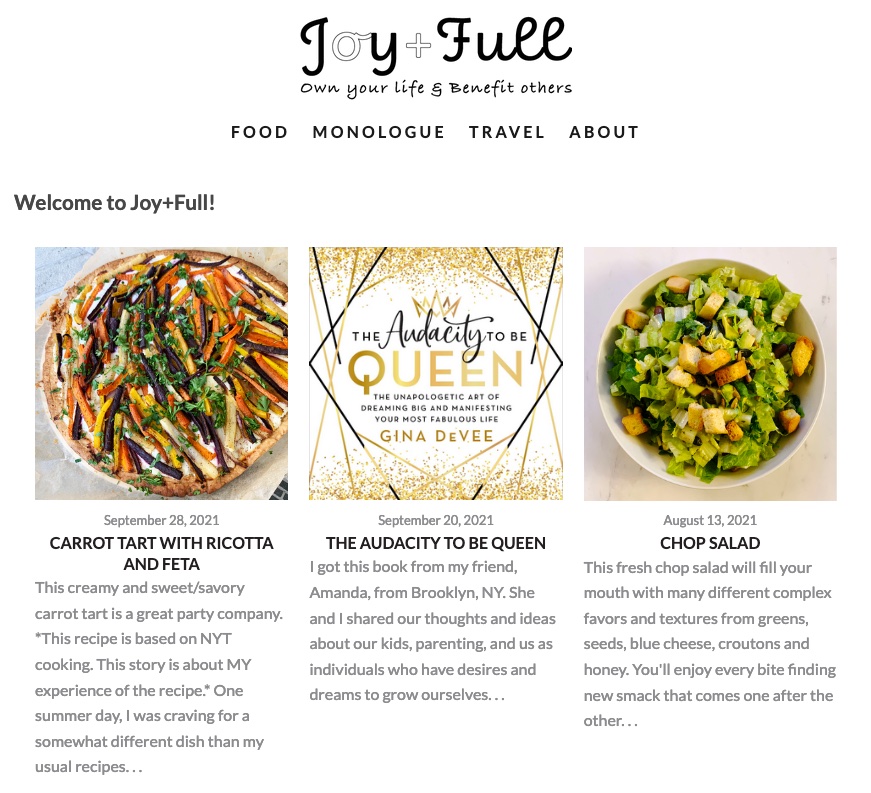 Joy+Full
Own your life & Benefit others
FOOD MONOLOGUE TRAVEL ABOUT
Welcome to Joy+Full!
THE Audacity TO BE
QUEEN
THE UNAPOLOGETIC ART OF
DREAMING BIG AND MANIFESTING
YOUR MOST FABULOUS LIFE
GINA DEVEE
September 28, 2021
CARROT TART WITH RICOTTA
AND FETA
This creamy and sweet/savory
carrot tart is a great party company.
*This recipe is based on NYT
cooking. This story is about MY
experience of the recipe.* One
summer day, I was craving for a
somewhat different dish than my
usual recipes. . .
September 20, 2021
THE AUDACITY TO BE QUEEN
I got this book from my friend,
Amanda, from Brooklyn, NY. She
and I shared our thoughts and ideas
about our kids, parenting, and us as
individuals who have desires and
dreams to grow ourselves. . .
August 13, 2021
CHOP SALAD
This fresh chop salad will fill your
mouth with many different complex
favors and textures from greens,
seeds, blue cheese, croutons and
honey. You'll enjoy every bite finding
new smack that comes one after the
other. . .